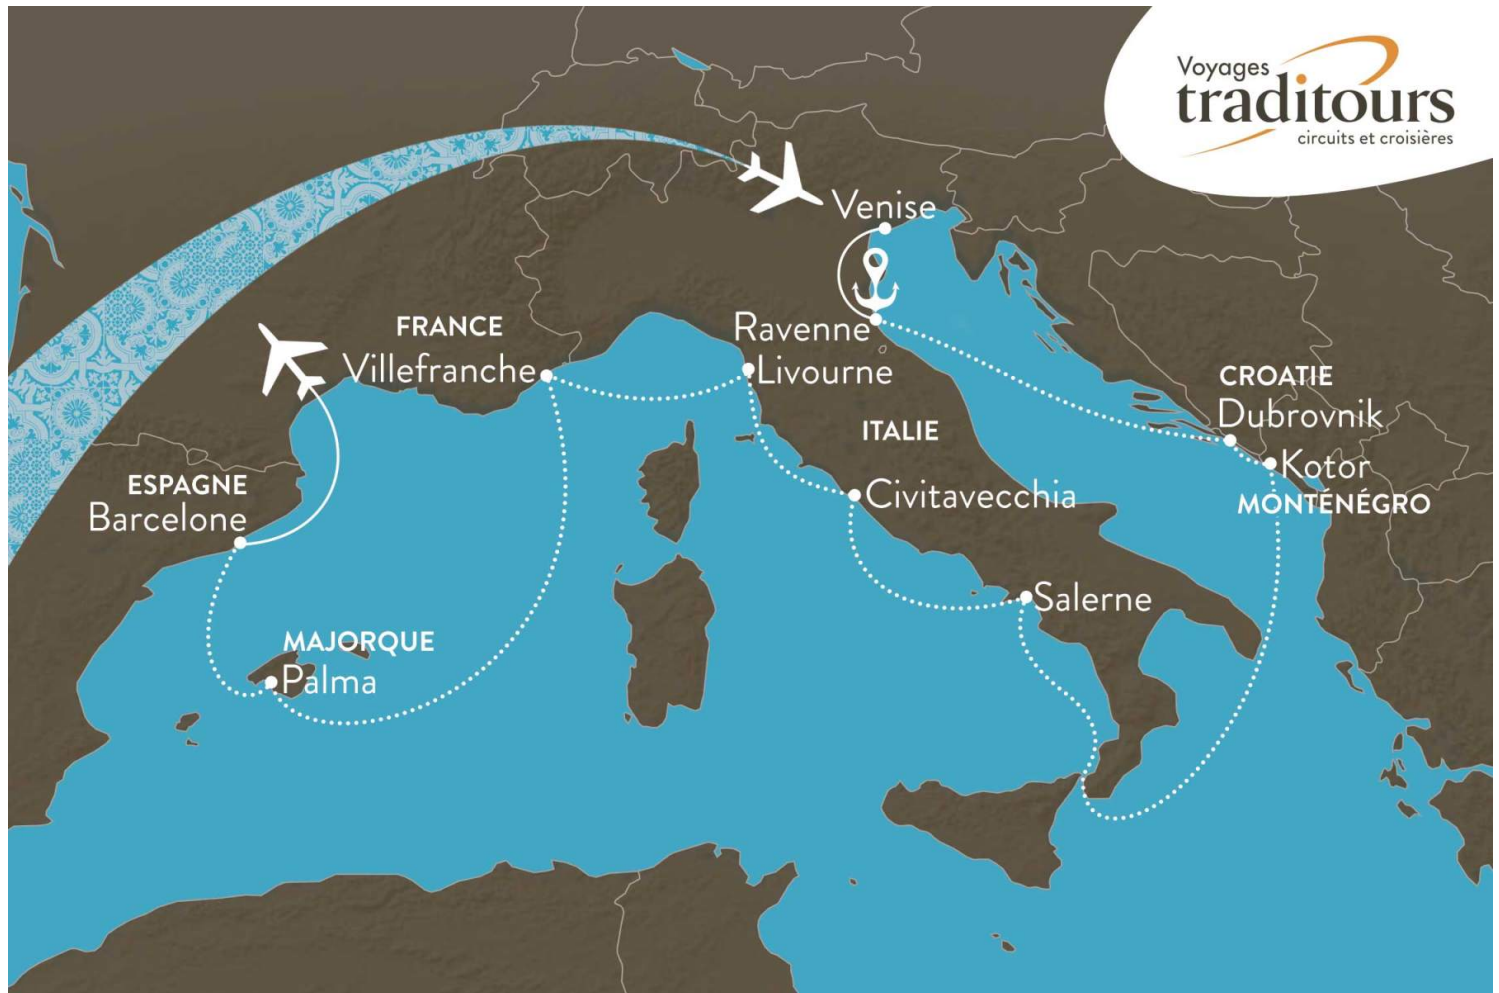 Voyages
traditours
circuits et croisières
Venise
Ravenne
FRANCE
Villefranche
Livourne
CROATIE
Dubrovnik
ITALIE
Kotor
MONTÉNÉGRO
ESPAGNE
Barcelone
Civitavecchia
Salerne
MAJORQUE
Palma